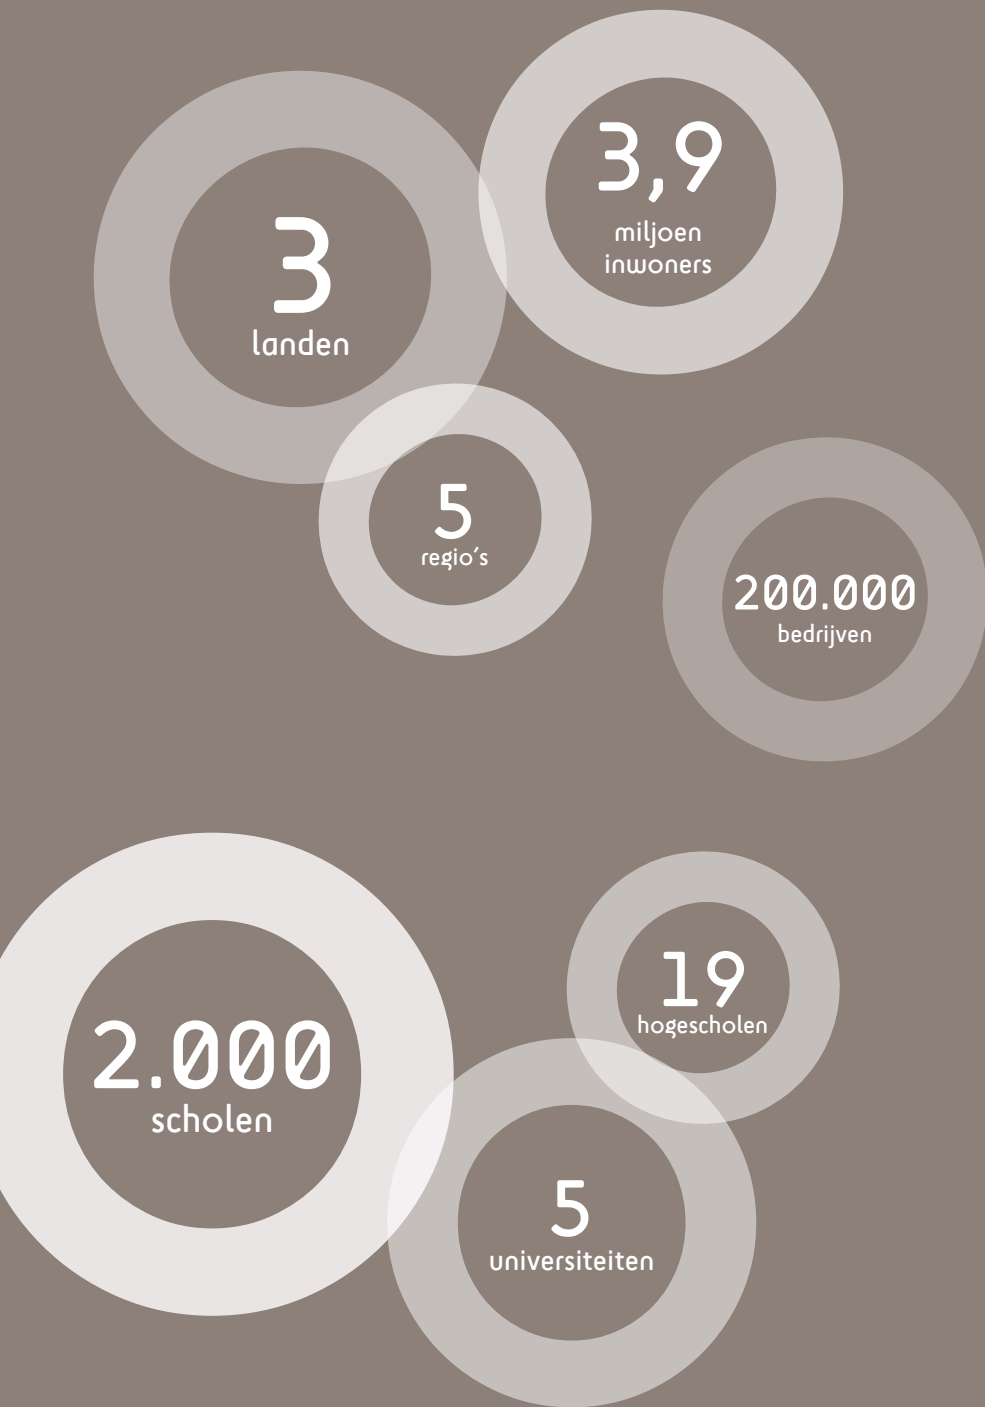 3,9
miljoen
inwoners
3
landen
5
regio's
200.000
bedrijven
19
hogescholen
2.000
scholen
5
universiteiten